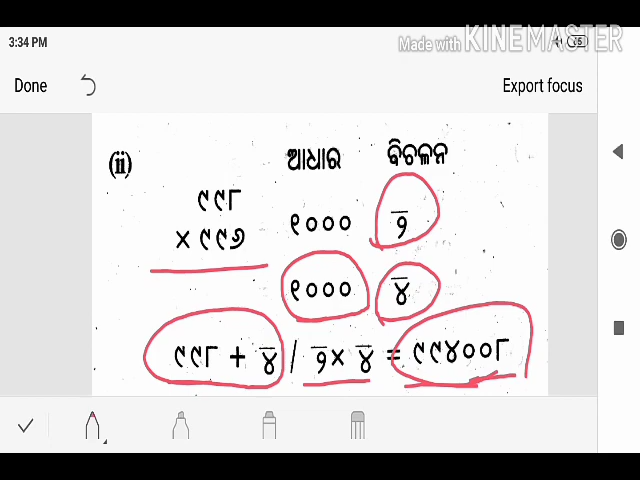 3:34 PM
Made with KINEMASTER
Done Export focus
(ii) ଆଧାର ବିଚଳନ
୯୯୮ ୧୦୦୦ ୨̅
× ୯୯୬
୧୦୦୦ ୪̅
୯୯୮ + ୪̅ / ୨̅ × ୪̅ = ୯୯୪୦୦୮